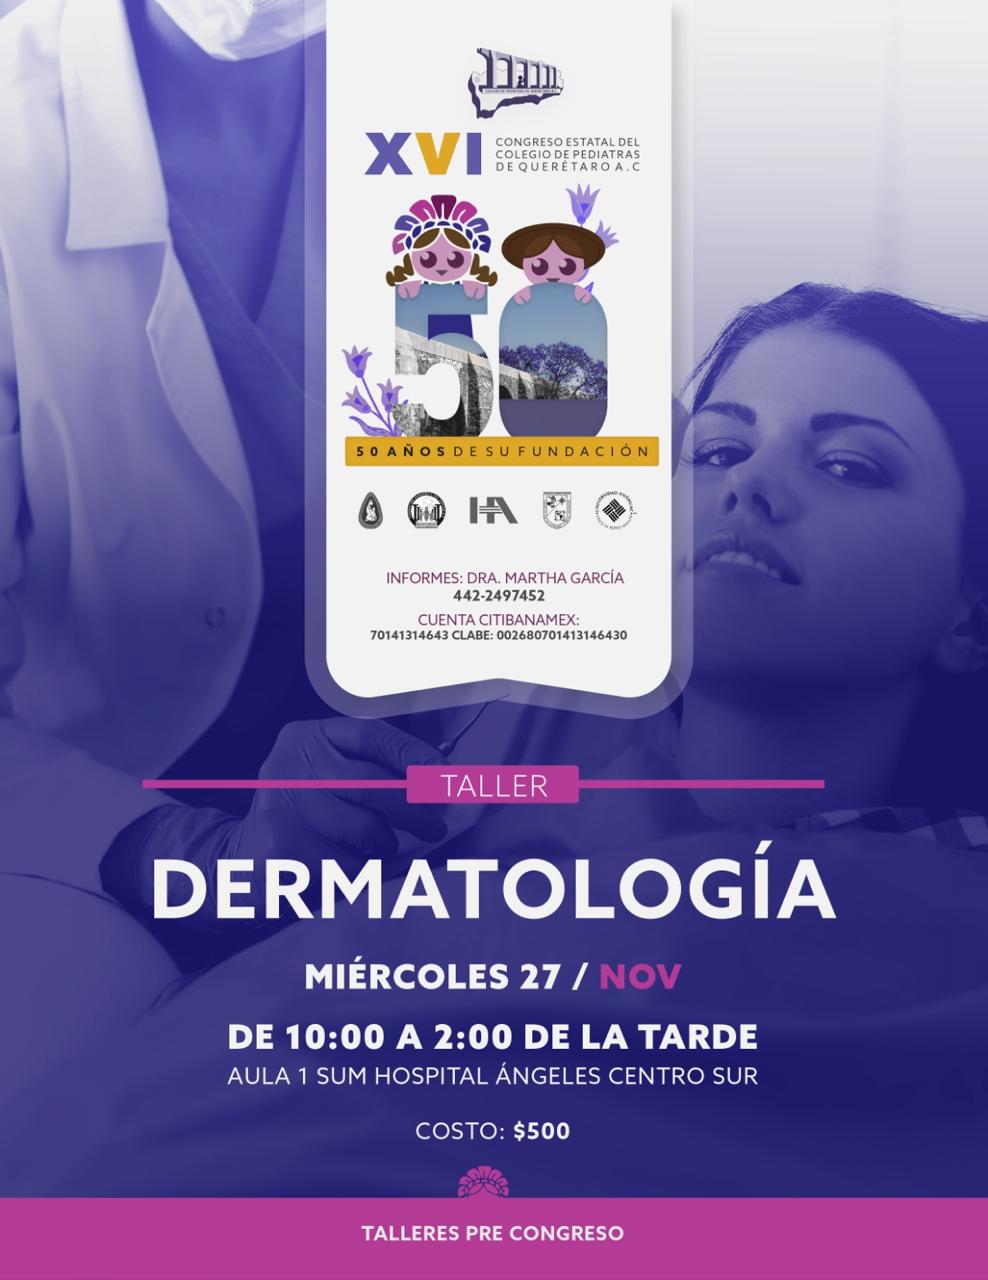 XVI
CONGRESO ESTATAL DEL
COLEGIO DE PEDIATRAS
DE QUERÉTARO A.C
50
50 AÑOS DE SU FUNDACIÓN
INFORMES: DRA. MARTHA GARCÍA
442-2497452
CUENTA CITIBANAMEX:
70141314643 CLABE: 002680701413146430
TALLER
DERMATOLOGÍA
MIÉRCOLES 27 / NOV
DE 10:00 A 2:00 DE LA TARDE
AULA 1 SUM HOSPITAL ÁNGELES CENTRO SUR
COSTO: $500
TALLERES PRE CONGRESO